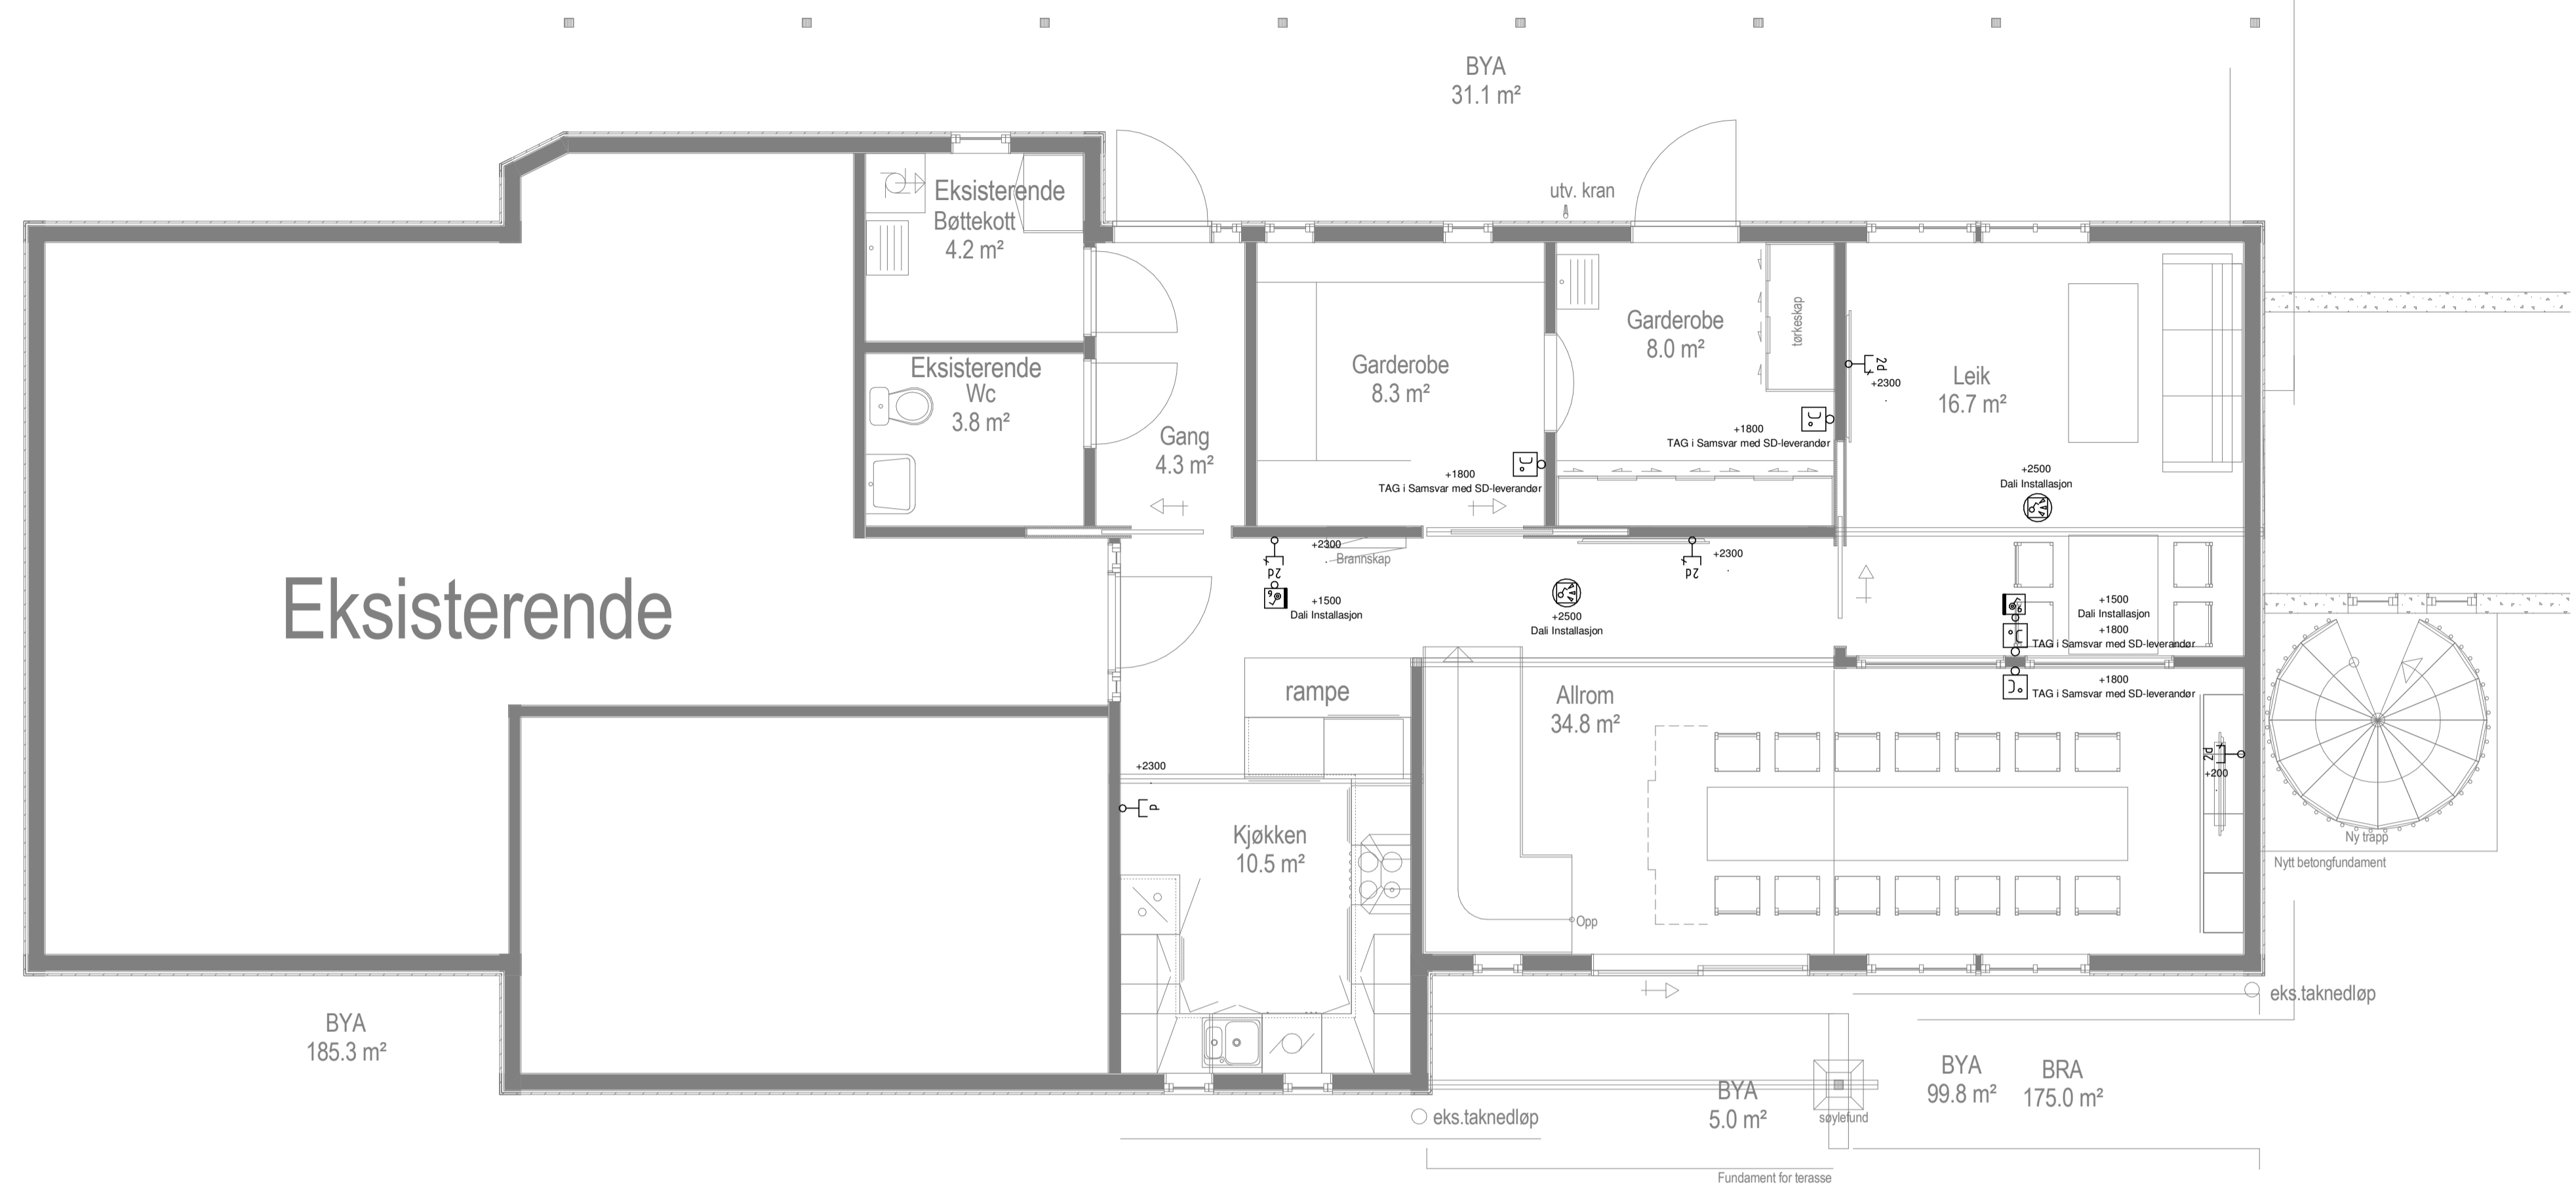 BYA
31.1 m²
utv. kran
Eksisterende
Bøttekott
4.2 m²
Eksisterende
Wc
3.8 m²
Gang
4.3 m²
Garderobe
8.3 m²
Garderobe
8.0 m²
tørkeskap
Leik
16.7 m²
2d
+2300
+1800
TAG i Samsvar med SD-leverandør
+1800
TAG i Samsvar med SD-leverandør
+2500
Dali Installasjon
Eksisterende
+2300
Brannskap
2d
+1500
Dali Installasjon
+2300
2d
+2500
Dali Installasjon
+1500
Dali Installasjon
+1800
TAG i Samsvar med SD-leverandør
+1800
TAG i Samsvar med SD-leverandør
rampe
Allrom
34.8 m²
+2300
d
Kjøkken
10.5 m²
2d
+200
Opp
Ny trapp
Nytt betongfundament
eks.taknedløp
BYA
185.3 m²
BYA
99.8 m²
BRA
175.0 m²
BYA
5.0 m²
søylefund
eks.taknedløp
Fundament for terasse